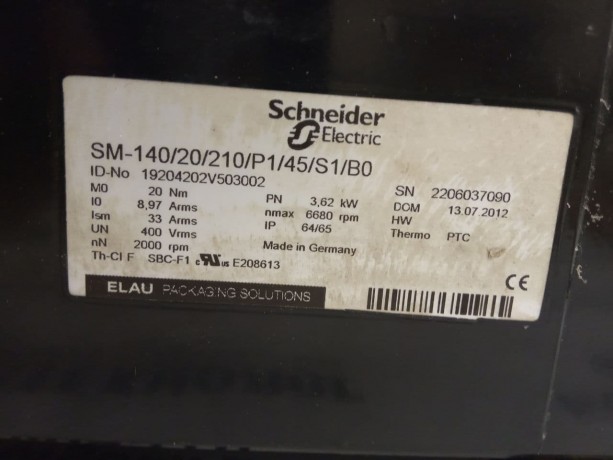 Schneider
Electric
SM-140/20/210/P1/45/S1/B0
ID-No 19204202V503002
M0 20 Nm
I0 8,97 Arms
Ism 33 Arms
UN 400 Vrms
nN 2000 rpm
Th-Cl F SBC-F1 c RU us E208613
PN 3,62 kW
nmax 6680 rpm
IP 64/65
Made in Germany
SN 2206037090
DCM 13.07.2012
HW
Thermo PTC
CE
ELAU PACKAGING SOLUTIONS